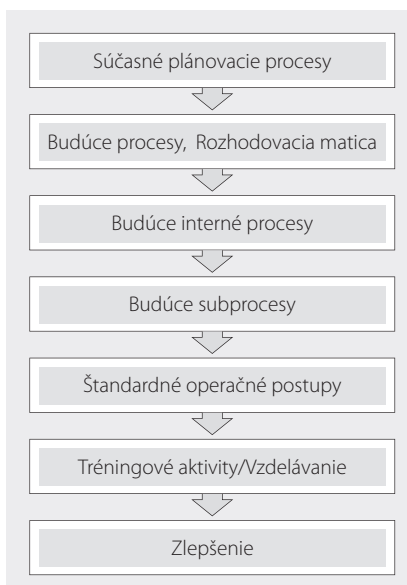 Súčasné plánovacie procesy
Budúce procesy, Rozhodovacia matica
Budúce interné procesy
Budúce subprocesy
Štandardné operačné postupy
Tréningové aktivity/Vzdelávanie
Zlepšenie